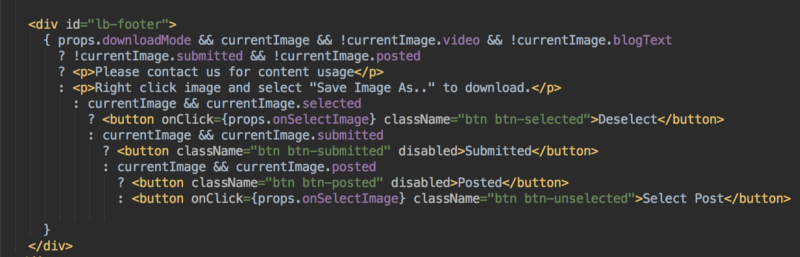 <div id="lb-footer">
{ props.downloadMode && currentImage && !currentImage.video && !currentImage.blogText
? !currentImage.submitted && !currentImage.posted
? <p>Please contact us for content usage</p>
: <p>Right click image and select "Save Image As.." to download.</p>
: currentImage && currentImage.selected
? <button onClick={props.onSelectImage} className="btn btn-selected">Deselect</button>
: currentImage && currentImage.submitted
? <button className="btn btn-submitted" disabled>Submitted</button>
: currentImage && currentImage.posted
? <button className="btn btn-posted" disabled>Posted</button>
: <button onClick={props.onSelectImage} className="btn btn-unselected">Select Post</button>
}
</div>